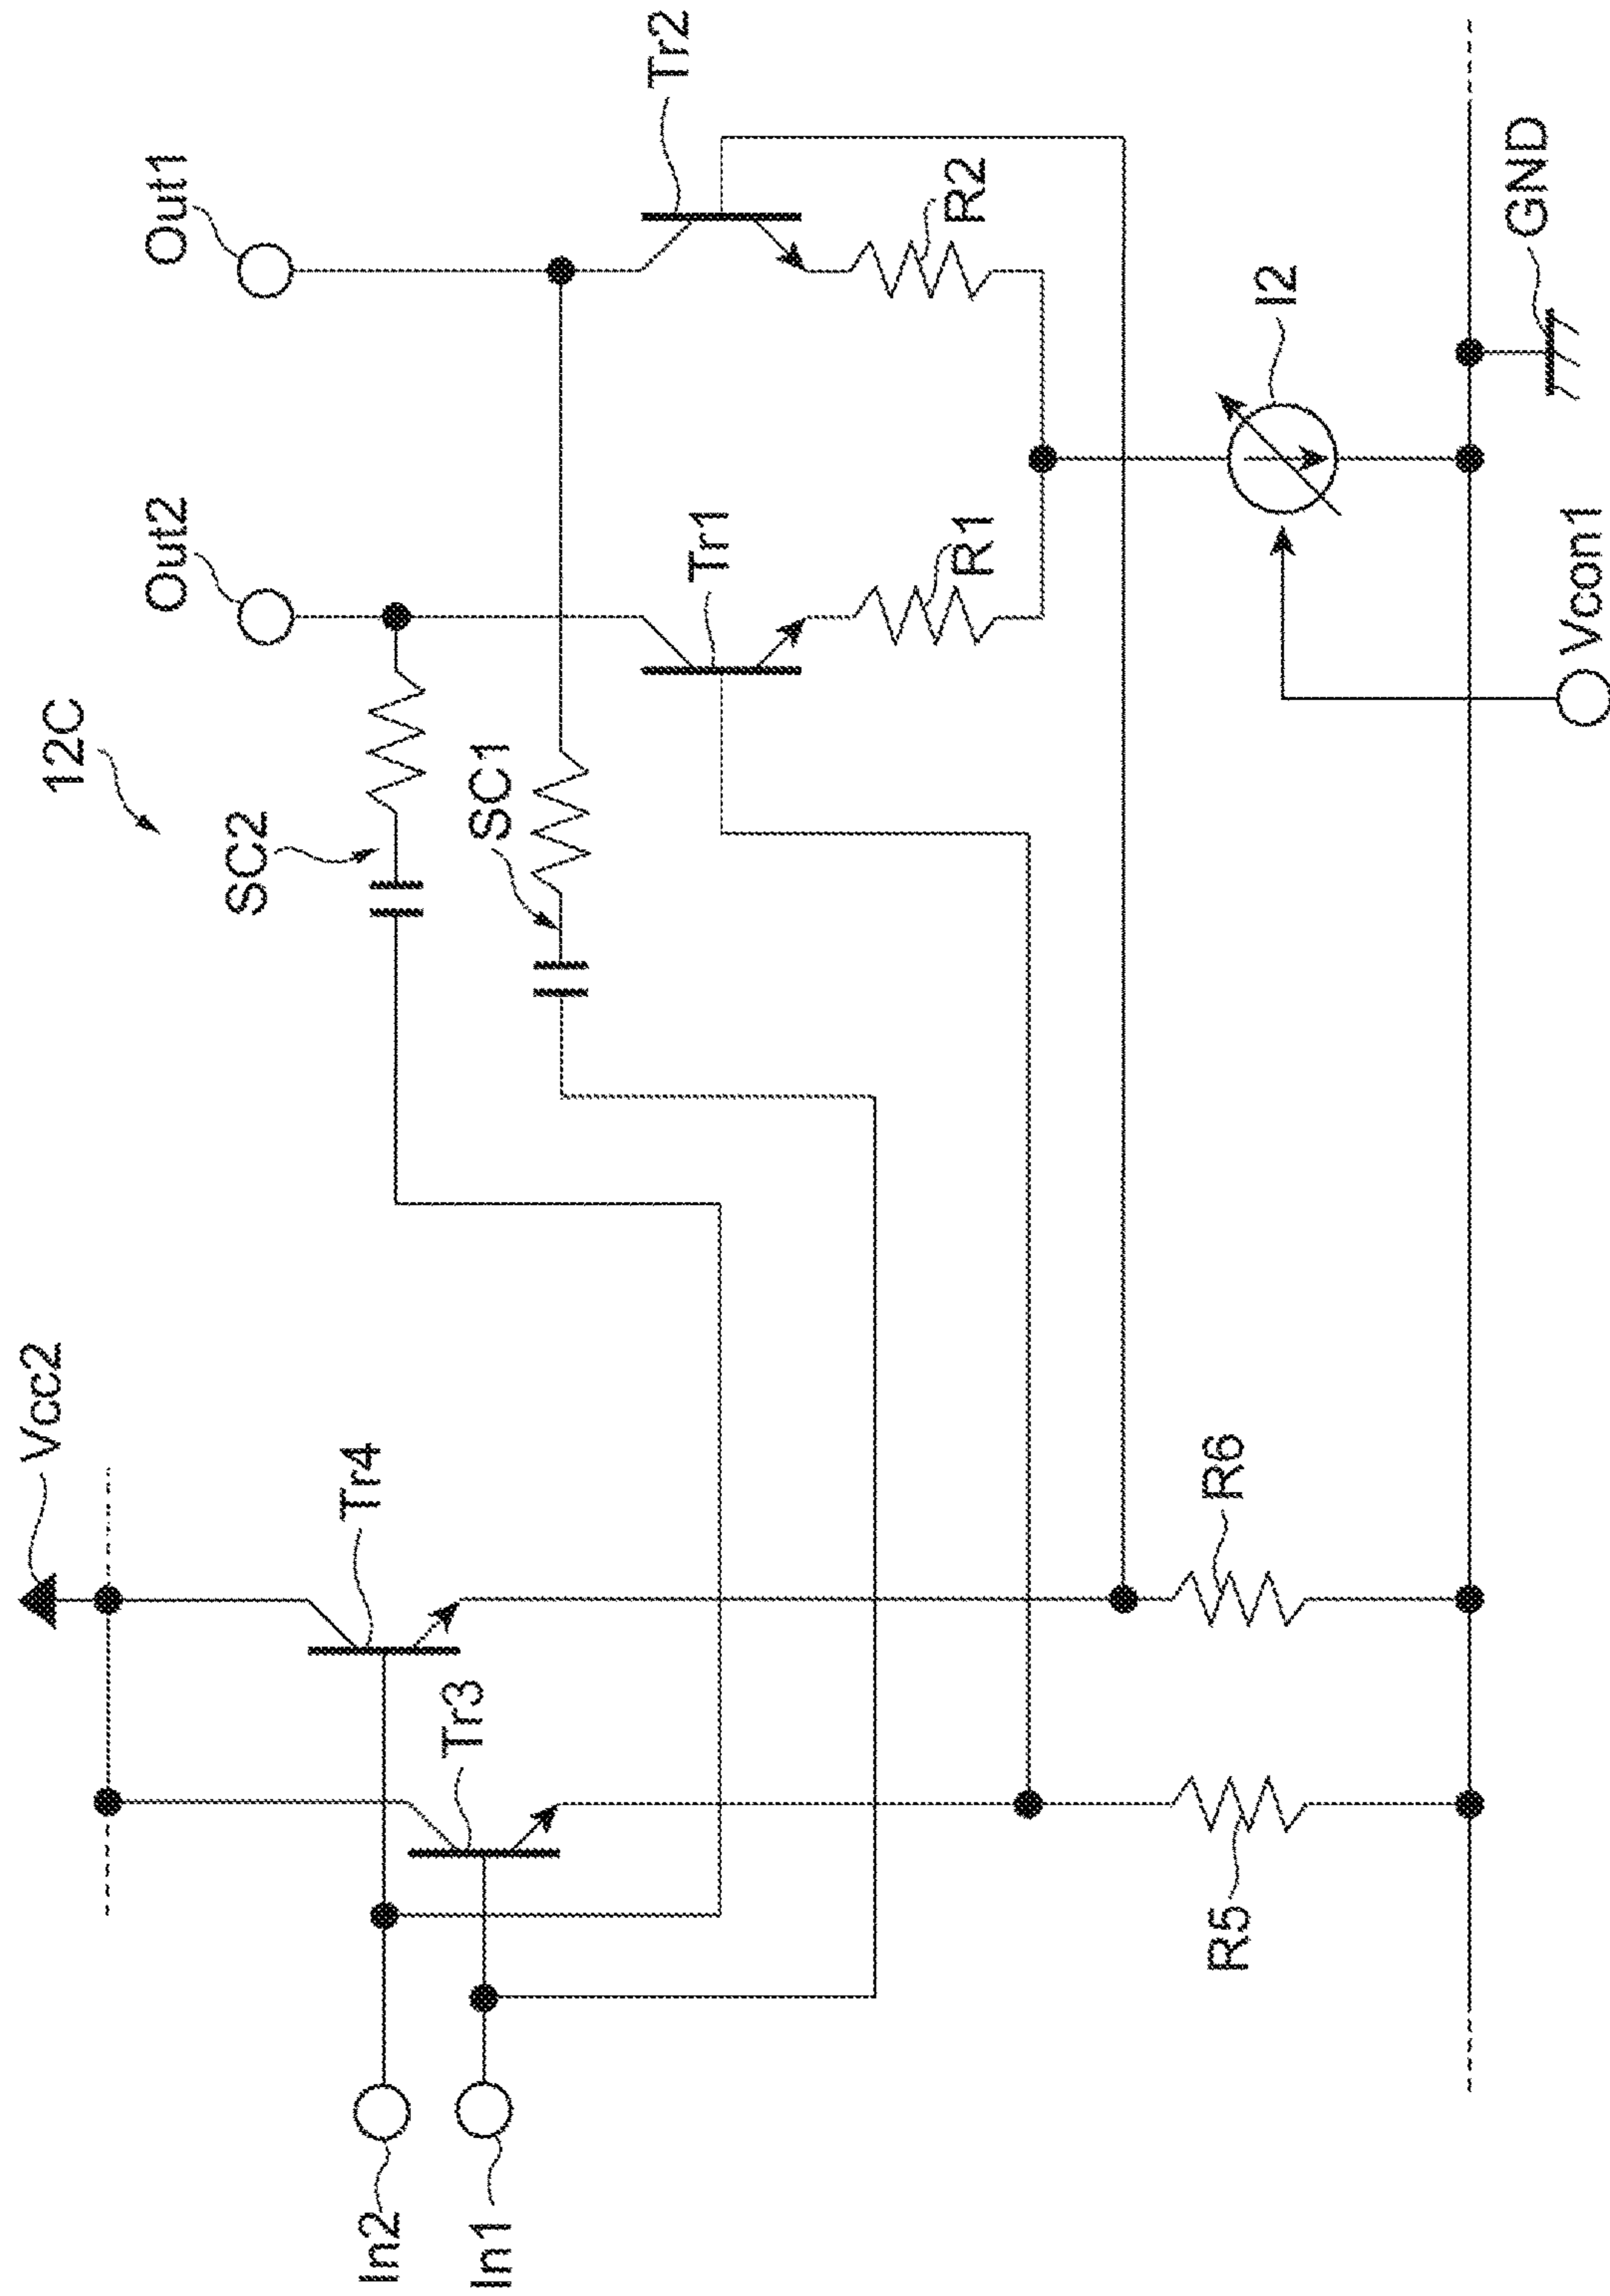 12C
Vcc2
Out2
Out1
SC2
Tr4
SC1
Tr2
In2
Tr3
Tr1
In1
R1
R2
R5
R6
I2
Vcon1
GND